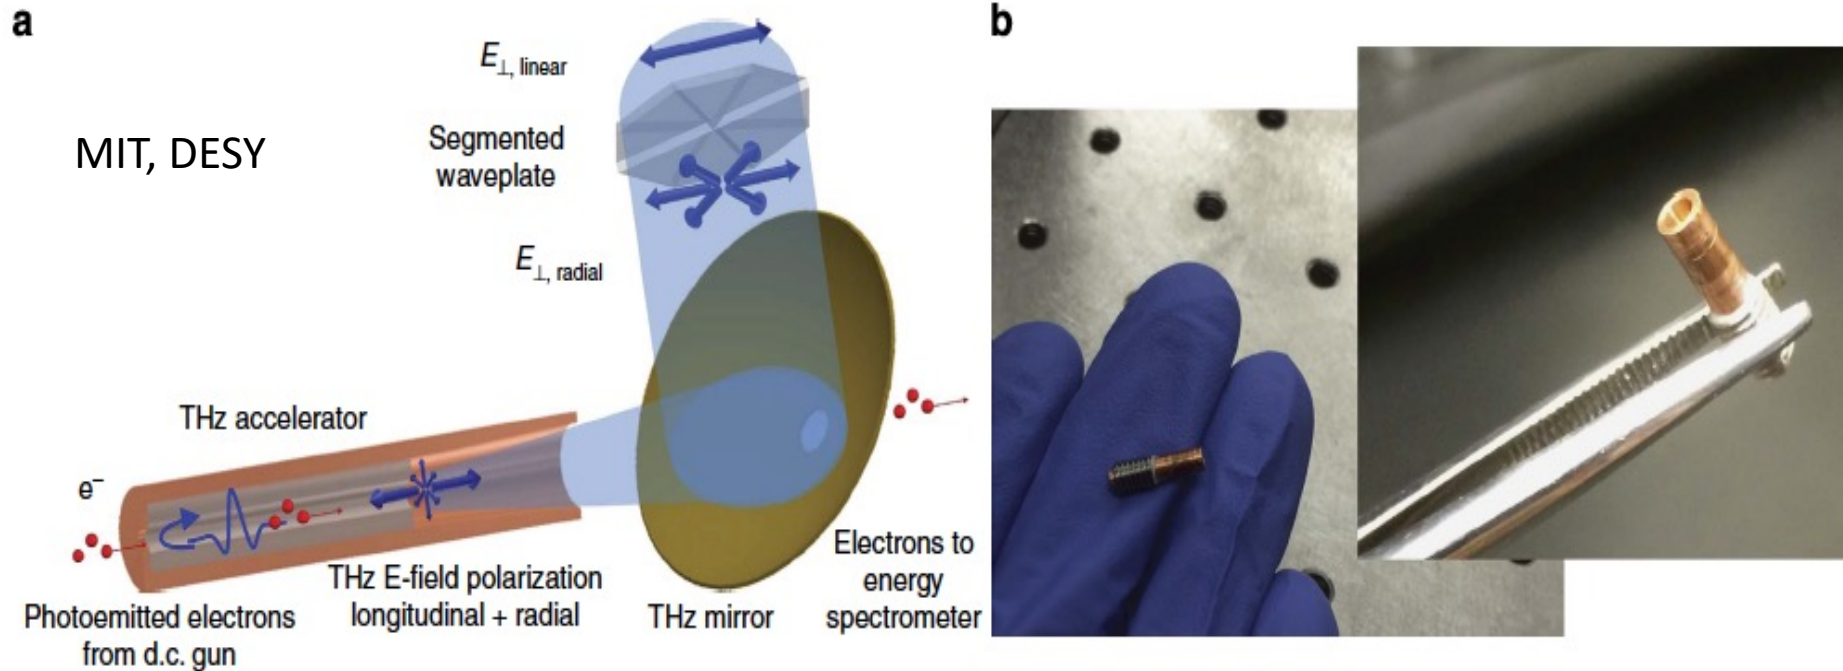 a
E⊥, linear
MIT, DESY
Segmented
waveplate
E⊥, radial
THz accelerator
e−
Photoemitted electrons
from d.c. gun
THz E-field polarization
longitudinal + radial
THz mirror
Electrons to
energy
spectrometer
b